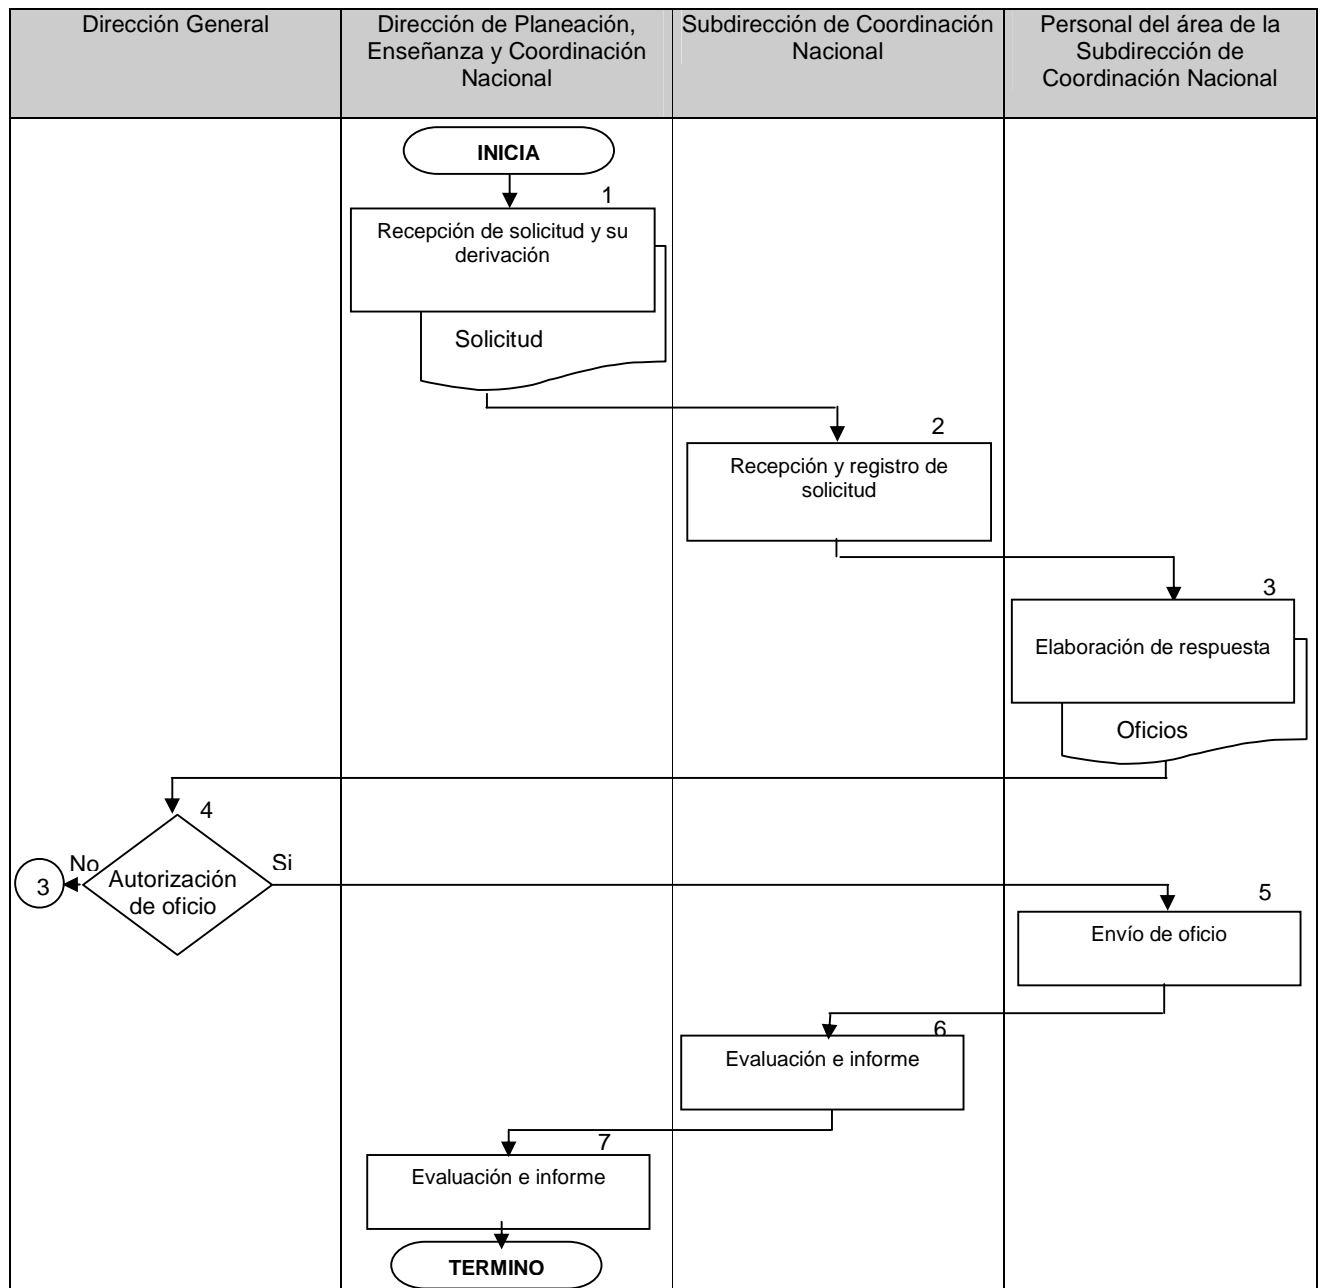 Dirección General
Dirección de Planeación,
Enseñanza y Coordinación
Nacional
Subdirección de Coordinación
Nacional
Personal del área de la
Subdirección de
Coordinación Nacional
INICIA
1
Recepción de solicitud y su
derivación
Solicitud
2
Recepción y registro de
solicitud
3
Elaboración de respuesta
Oficios
4
No
Si
3
Autorización
de oficio
5
Envío de oficio
6
Evaluación e informe
7
Evaluación e informe
TERMINO